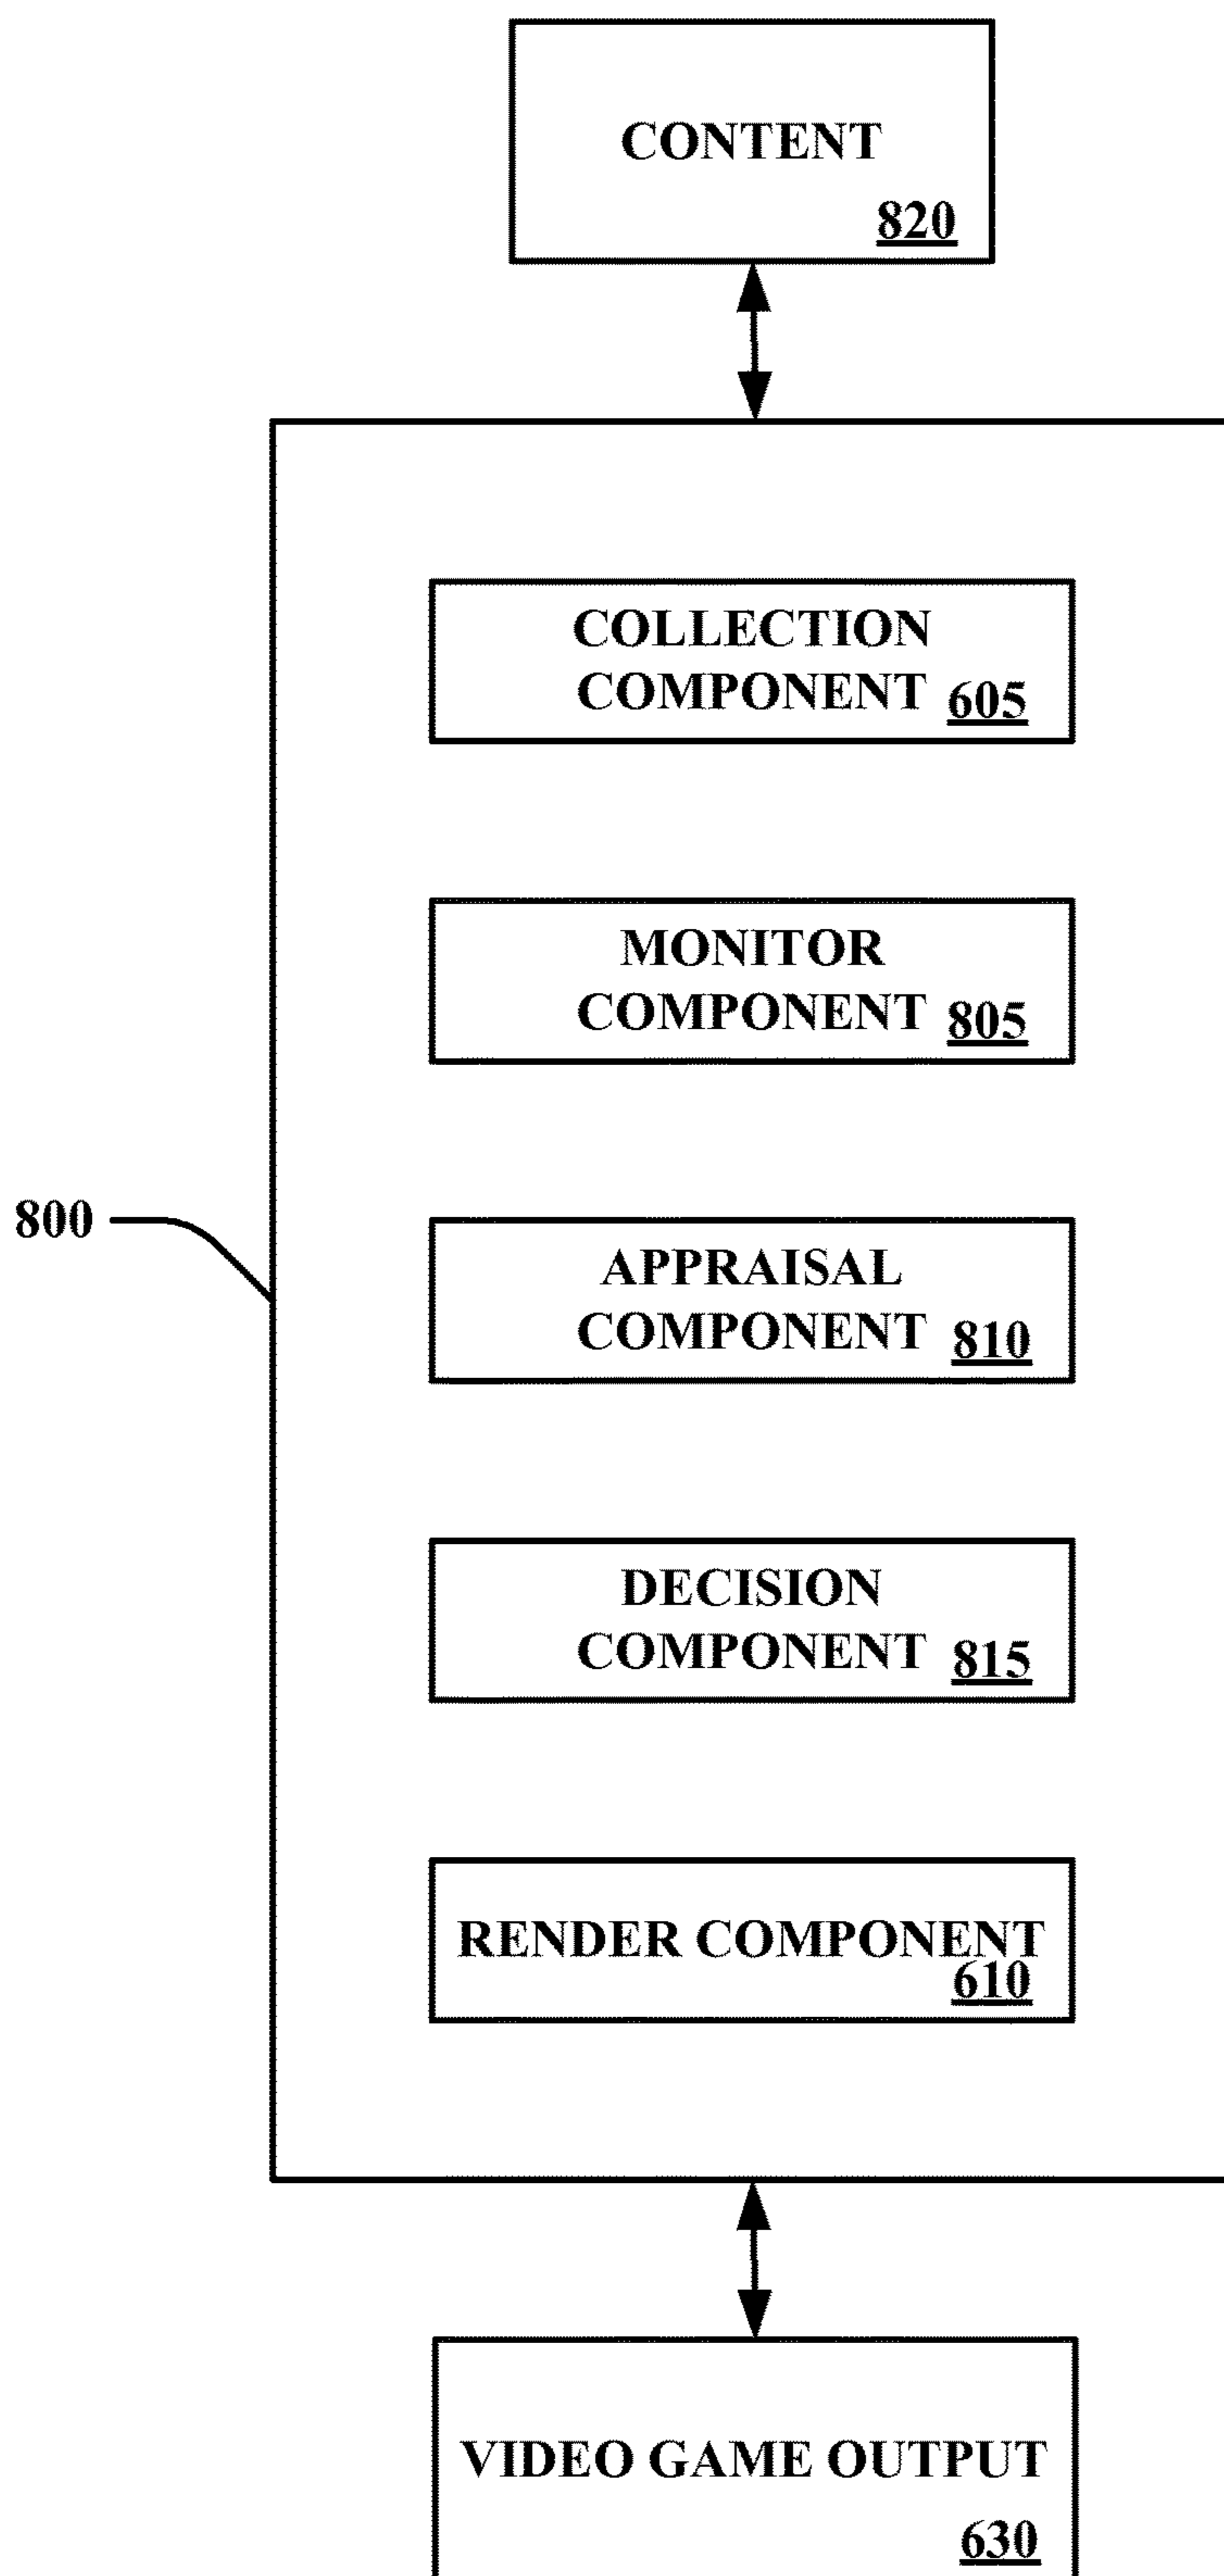 CONTENT
820
COLLECTION
COMPONENT 605
MONITOR
COMPONENT 805
800
APPRAISAL
COMPONENT 810
DECISION
COMPONENT 815
RENDER COMPONENT
610
VIDEO GAME OUTPUT
630